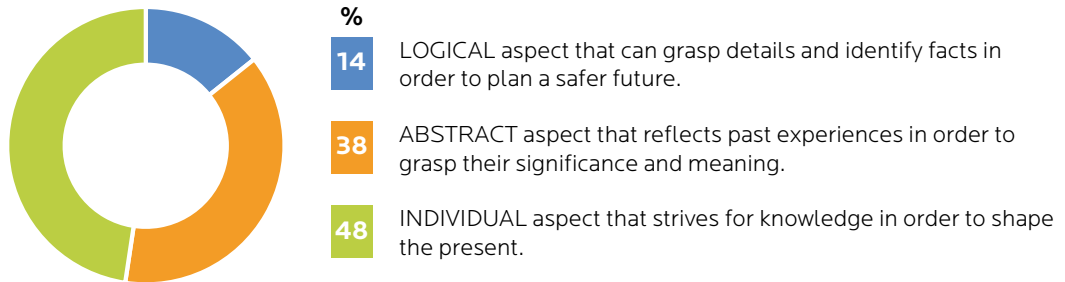 %
14
LOGICAL aspect that can grasp details and identify facts in
order to plan a safer future.
38
ABSTRACT aspect that reflects past experiences in order to
grasp their significance and meaning.
48
INDIVIDUAL aspect that strives for knowledge in order to shape
the present.